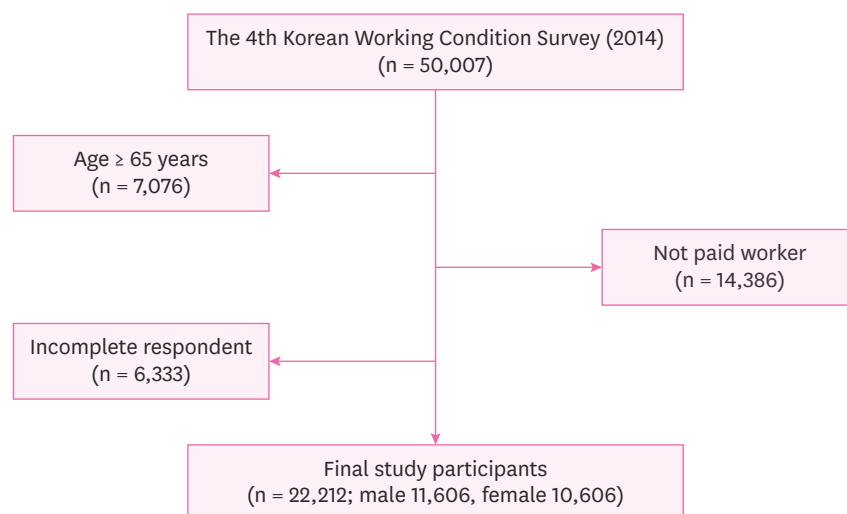 The 4th Korean Working Condition Survey (2014)
(n = 50,007)
Age ≥ 65 years
(n = 7,076)
Not paid worker
(n = 14,386)
Incomplete respondent
(n = 6,333)
Final study participants
(n = 22,212; male 11,606, female 10,606)